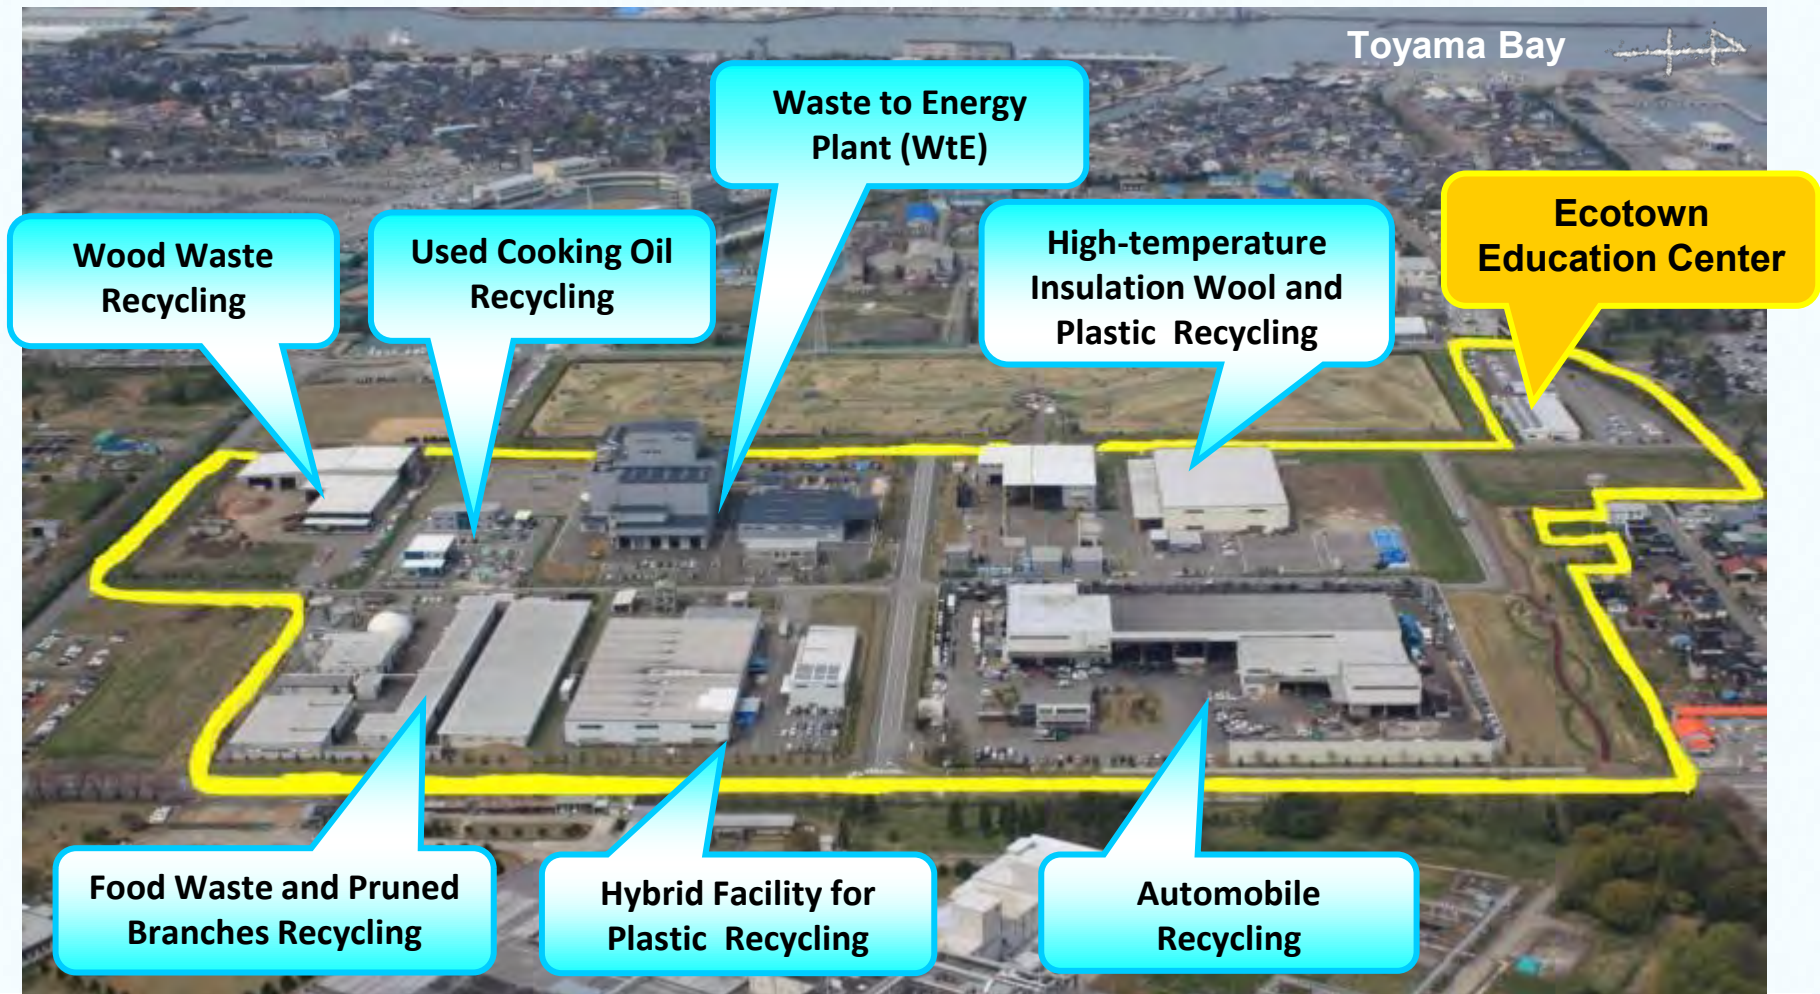 Toyama Bay
Waste to Energy
Plant (WtE)
Ecotown
Education Center
Wood Waste
Recycling
Used Cooking Oil
Recycling
High-temperature
Insulation Wool and
Plastic Recycling
Food Waste and Pruned
Branches Recycling
Hybrid Facility for
Plastic Recycling
Automobile
Recycling